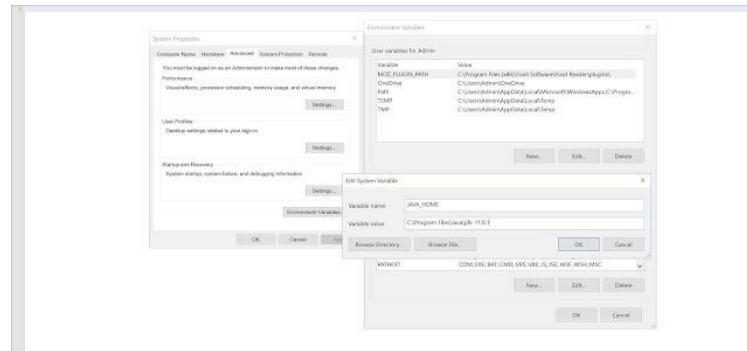 System Properties
Computer Name Hardware Advanced System Protection Remote
You must be logged on as an Administrator to make most of these changes.
Performance
Visual effects, processor scheduling, memory usage, and virtual memory
Settings...
User Profiles
Desktop settings related to your sign-in
Settings...
Startup and Recovery
System startup, system failure, and debugging information
Settings...
Environment Variables...
OK Cancel
Environment Variables
User variables for Admin
Variable Value
MOZ_PLUGIN_PATH C:\Program Files (x86)\Foxit Software\Foxit Reader\plugins\
OneDrive C:\Users\Admin\OneDrive
Path C:\Users\Admin\AppData\Local\Microsoft\WindowsApps;C:\Progra...
TEMP C:\Users\Admin\AppData\Local\Temp
TMP C:\Users\Admin\AppData\Local\Temp
New... Edit... Delete
Edit System Variable
Variable name JAVA_HOME
Variable value C:\Program Files\Java\jdk-11.0.1
Browse Directory... Browse File... OK Cancel
PATHEXT .COM;.EXE;.BAT;.CMD;.VBS;.VBE;.JS;.JSE;.WSF;.WSH;.MSC
New... Edit... Delete
OK Cancel